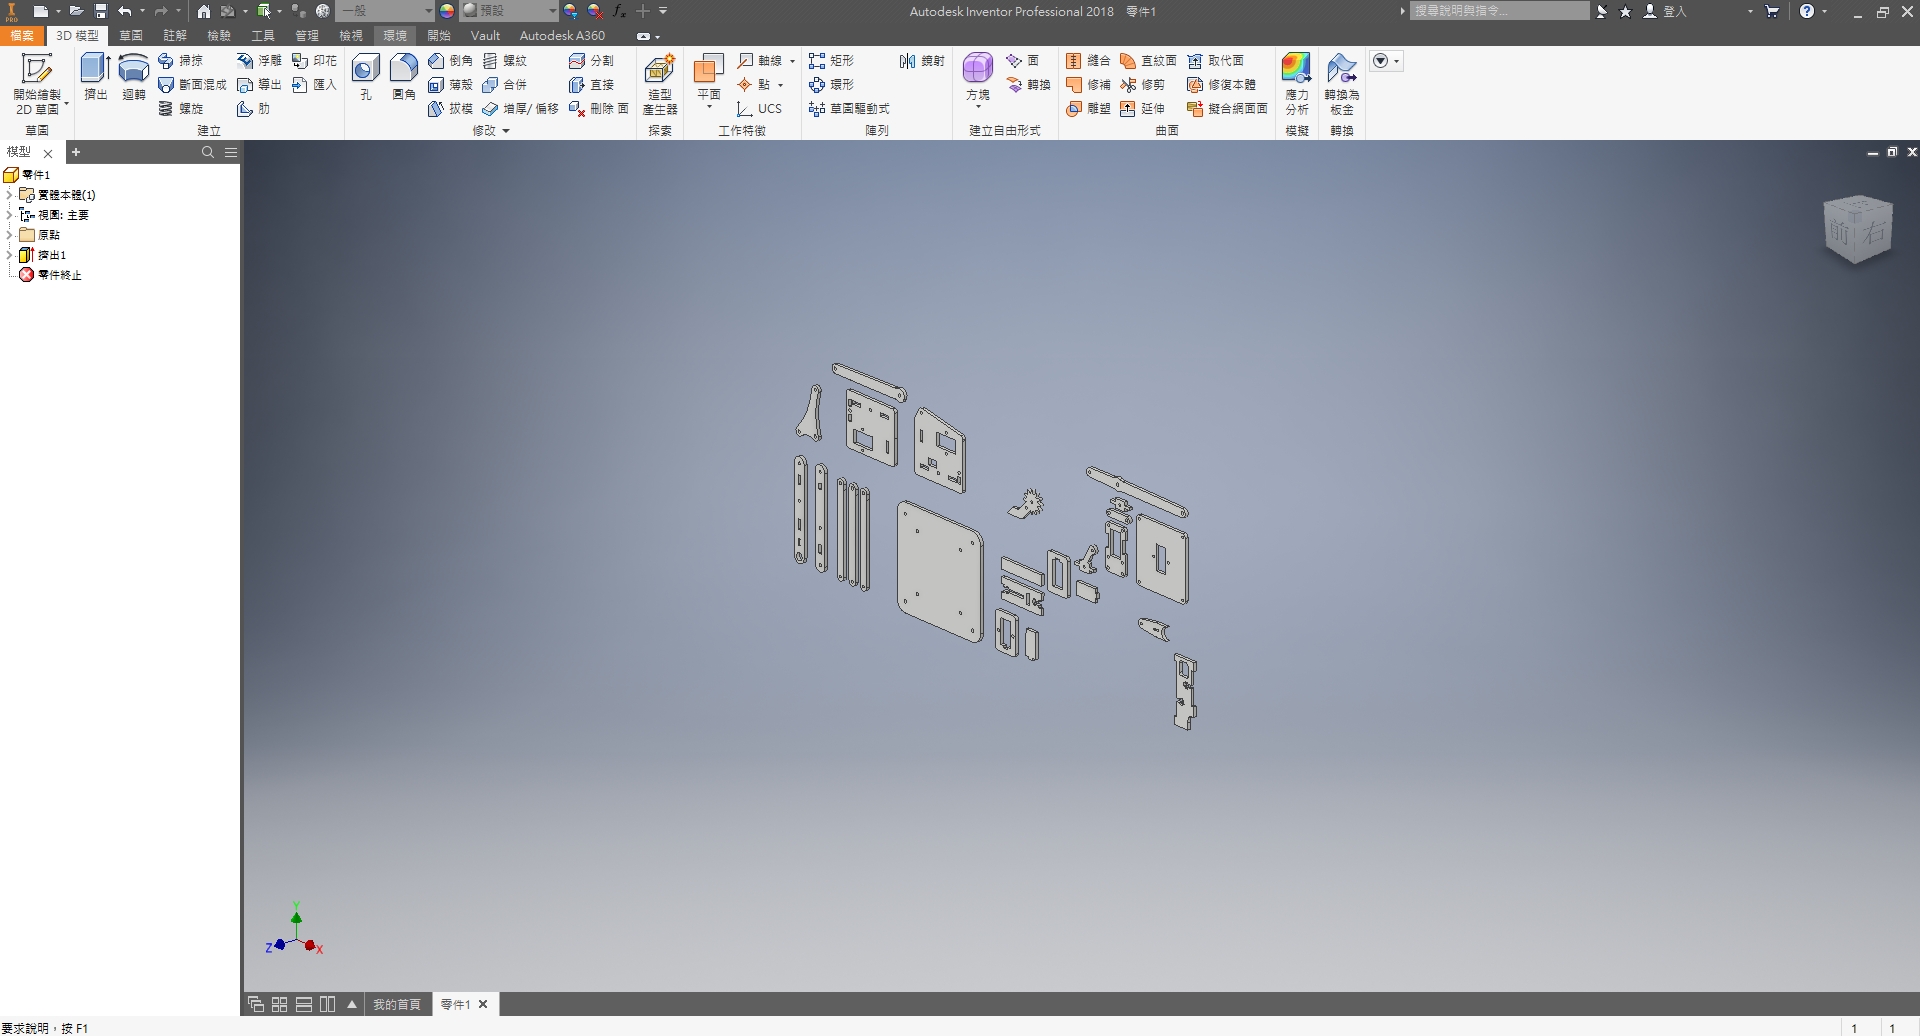 Autodesk Inventor Professional 2018 零件1
一般
預設
搜尋說明與指令...
登入
檔案 3D 模型 草圖 註解 檢驗 工具 管理 檢視 環境 開始 Vault Autodesk A360
開始繪製
2D 草圖
草圖
擠出
迴轉
掃掠
斷面混成
螺旋
浮雕
導出
肋
印花
匯入
建立
孔
圓角
倒角
薄殼
拔模
螺紋
合併
增厚/偏移
分割
直接
刪除 面
修改
造型
產生器
探索
平面
軸線
點
UCS
工作特徵
矩形
環形
草圖驅動式
鏡射
陣列
方塊
面
轉換
建立自由形式
縫合
修補
雕塑
直紋面
修剪
延伸
取代面
修復本體
擬合網面面
曲面
應力
分析
模擬
轉換為
板金
轉換
模型
零件1
實體本體(1)
視圖: 主要
原點
擠出1
零件終止
前 右
Y
Z X
我的首頁 零件1
要求說明，按 F1
1 1